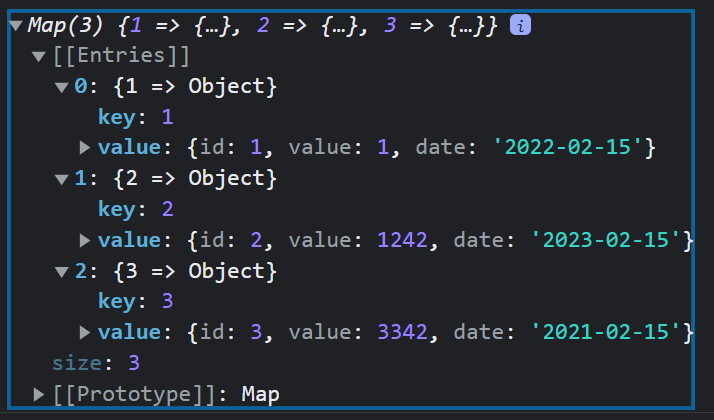 Map(3) {1 => {…}, 2 => {…}, 3 => {…}} i
[[Entries]]
0: {1 => Object}
key: 1
value: {id: 1, value: 1, date: '2022-02-15'}
1: {2 => Object}
key: 2
value: {id: 2, value: 1242, date: '2023-02-15'}
2: {3 => Object}
key: 3
value: {id: 3, value: 3342, date: '2021-02-15'}
size: 3
[[Prototype]]: Map